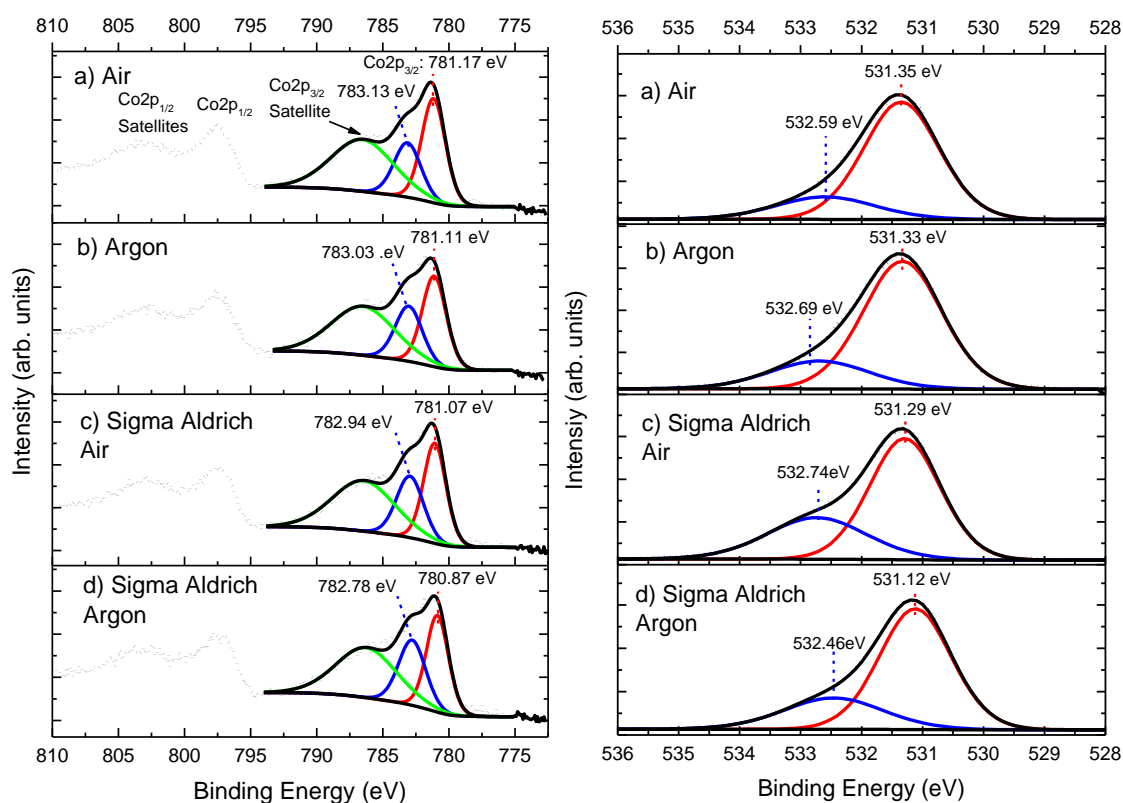 810 805 800 795 790 785 780 775
a) Air
Co2p1/2
Satellites
Co2p1/2
Co2p3/2
Satellite
783.13 eV
Co2p3/2: 781.17 eV
b) Argon
783.03 .eV
781.11 eV
c) Sigma Aldrich
Air
782.94 eV
781.07 eV
d) Sigma Aldrich
Argon
782.78 eV
780.87 eV
810 805 800 795 790 785 780 775
Binding Energy (eV)
Intensity (arb. units)
536 535 534 533 532 531 530 529 528
a) Air
532.59 eV
531.35 eV
b) Argon
532.69 eV
531.33 eV
c) Sigma Aldrich
Air
532.74eV
531.29 eV
d) Sigma Aldrich
Argon
532.46eV
531.12 eV
536 535 534 533 532 531 530 529 528
Binding Energy (eV)
Intensiy (arb. units)